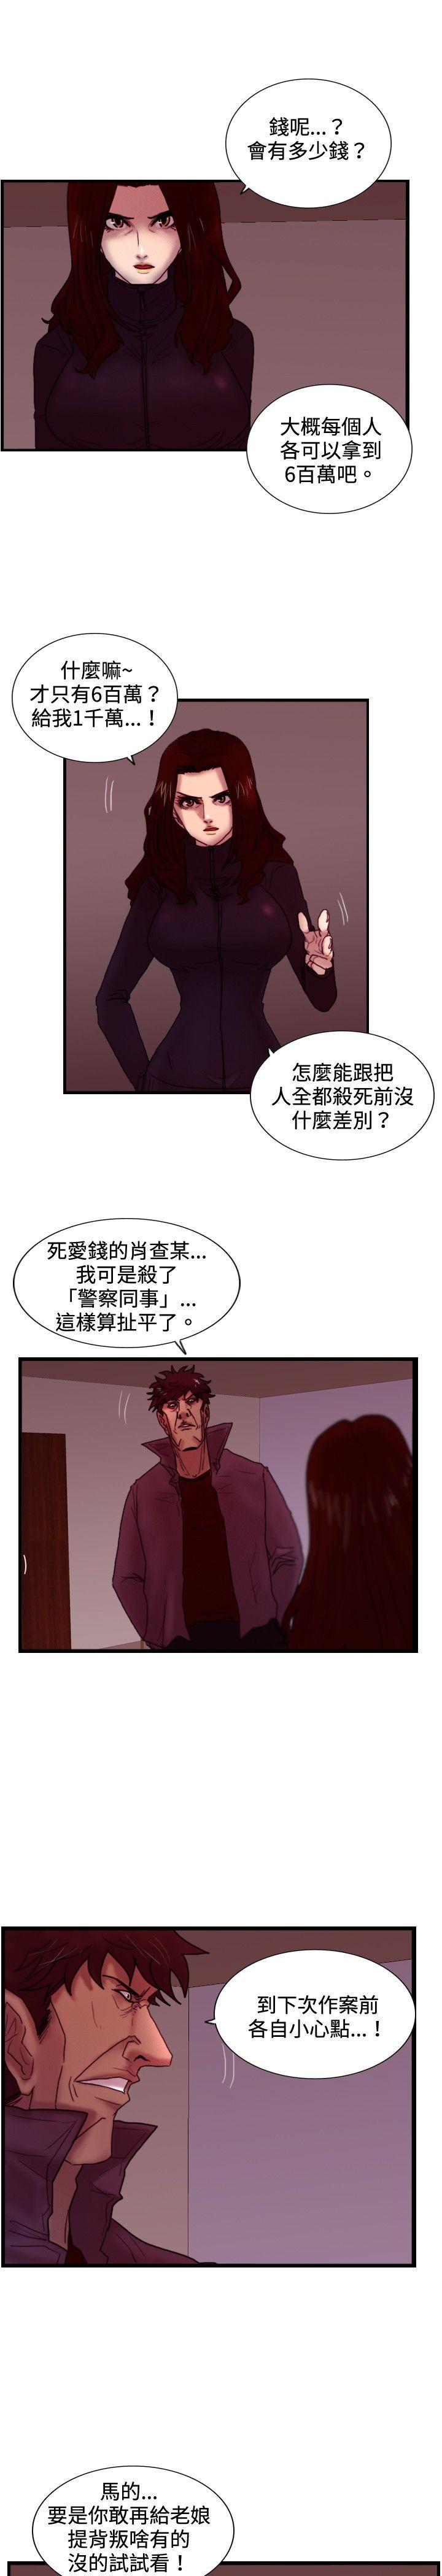 錢呢...？
會有多少錢？
大概每個人
各可以拿到
6百萬吧。
什麼嘛~
才只有6百萬？
給我1千萬...！
怎麼能跟把
人全都殺死前沒
什麼差別？
死愛錢的肖查某...
我可是殺了
「警察同事」...
這樣算扯平了。
到下次作案前
各自小心點...！
馬的...
要是你敢再給老娘
提背叛啥有的
沒的試試看！